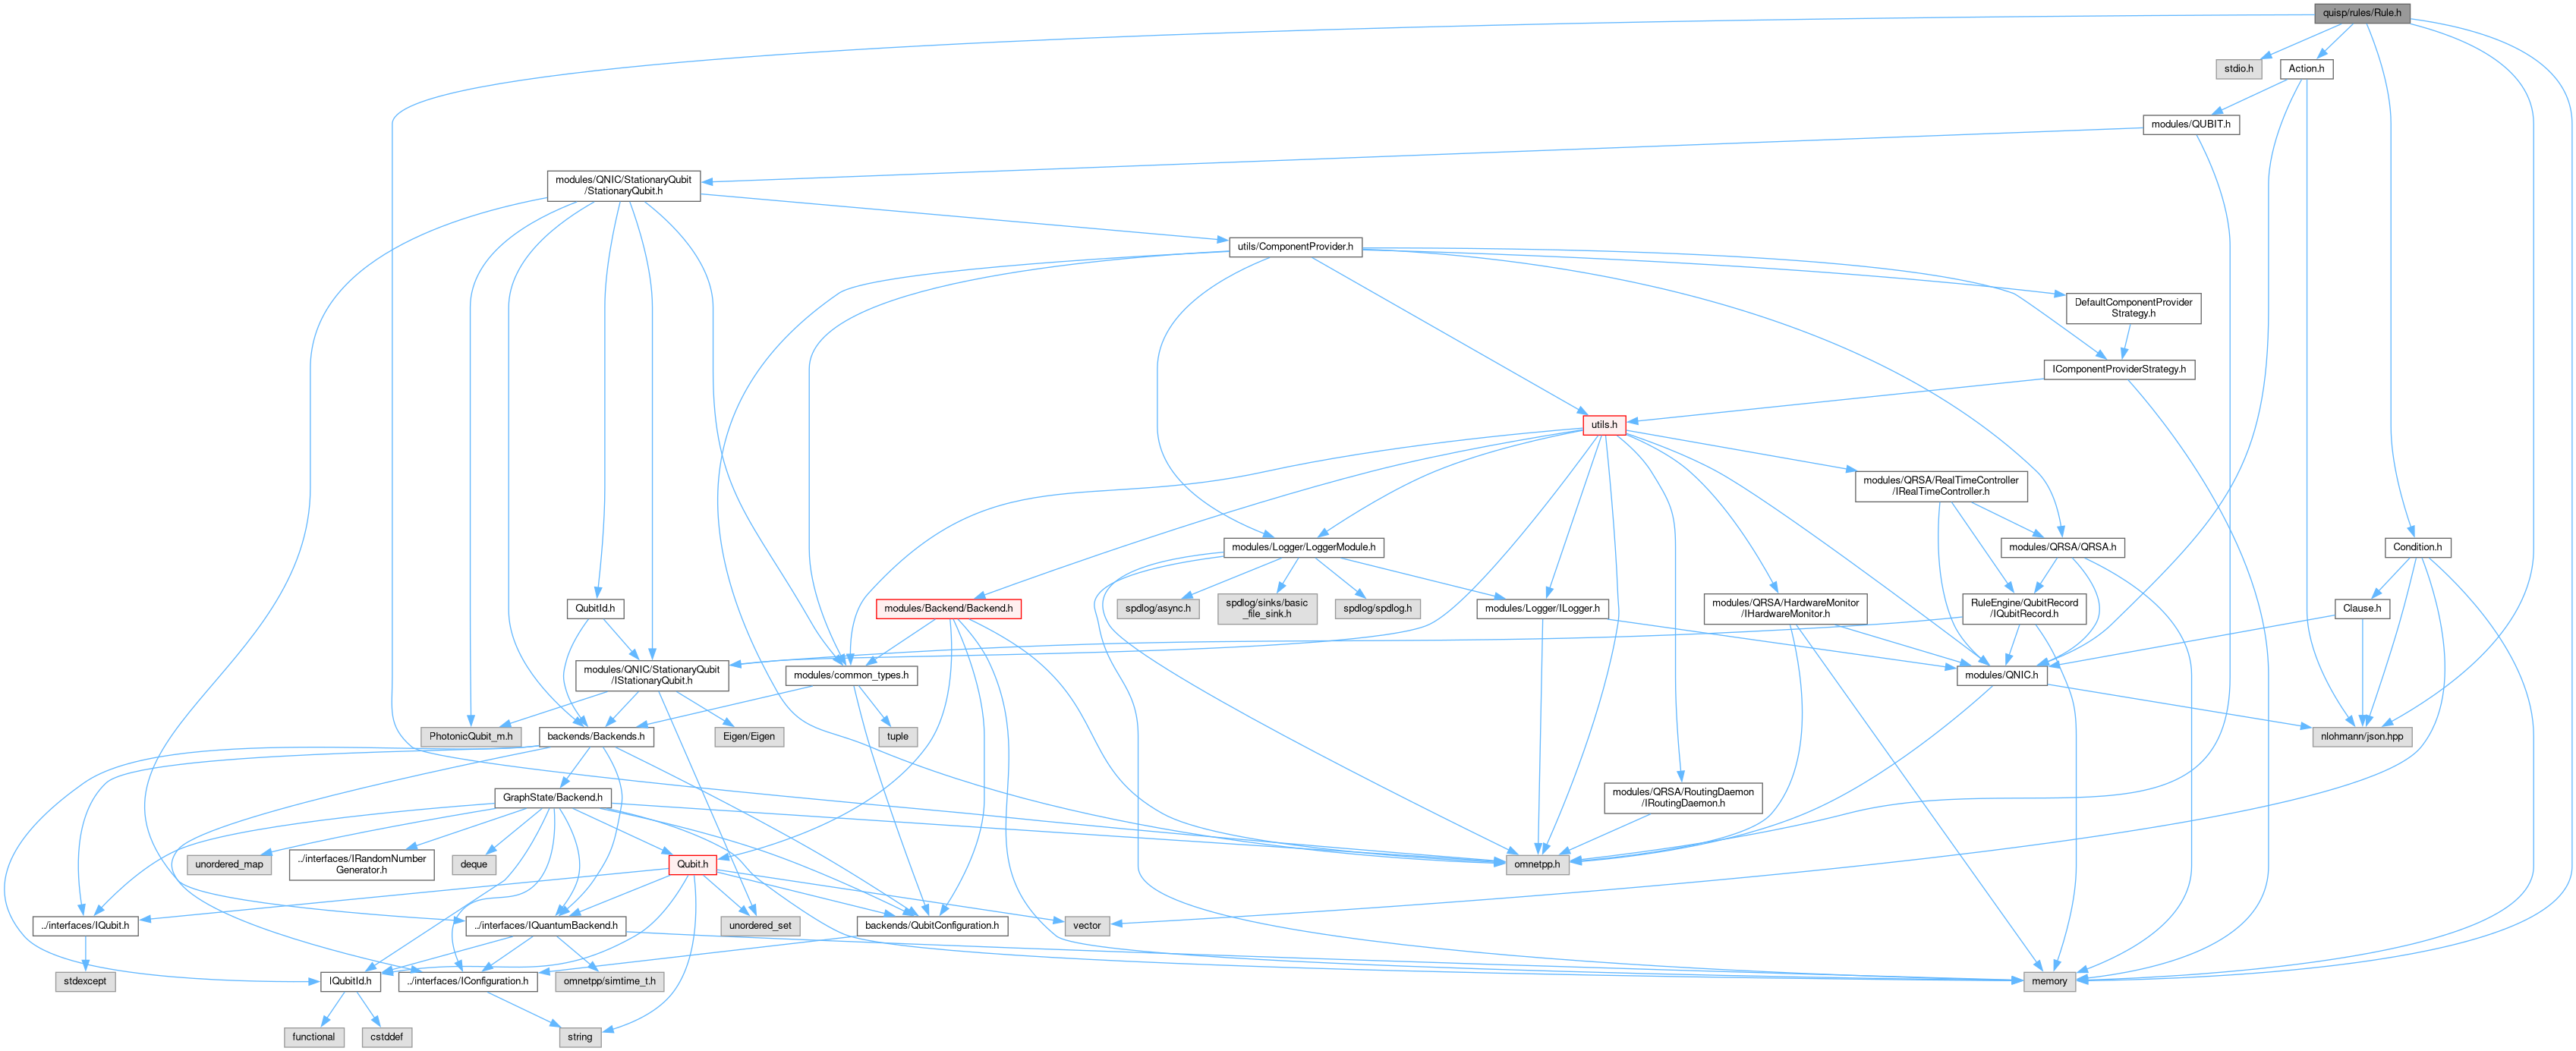 quisp/rules/Rule.h
stdio.h
Action.h
modules/QUBIT.h
modules/QNIC/StationaryQubit
/StationaryQubit.h
utils/ComponentProvider.h
DefaultComponentProvider
Strategy.h
IComponentProviderStrategy.h
utils.h
modules/QRSA/RealTimeController
/IRealTimeController.h
modules/Logger/LoggerModule.h
modules/QRSA/QRSA.h
Condition.h
QubitId.h
modules/Backend/Backend.h
spdlog/async.h
spdlog/sinks/basic
_file_sink.h
spdlog/spdlog.h
modules/Logger/ILogger.h
modules/QRSA/HardwareMonitor
/IHardwareMonitor.h
RuleEngine/QubitRecord
/IQubitRecord.h
Clause.h
modules/QNIC/StationaryQubit
/IStationaryQubit.h
modules/common_types.h
modules/QNIC.h
PhotonicQubit_m.h
backends/Backends.h
Eigen/Eigen
tuple
nlohmann/json.hpp
GraphState/Backend.h
modules/QRSA/RoutingDaemon
/IRoutingDaemon.h
unordered_map
../interfaces/IRandomNumber
Generator.h
deque
Qubit.h
omnetpp.h
../interfaces/IQubit.h
../interfaces/IQuantumBackend.h
unordered_set
backends/QubitConfiguration.h
vector
stdexcept
IQubitId.h
../interfaces/IConfiguration.h
omnetpp/simtime_t.h
memory
functional
cstddef
string